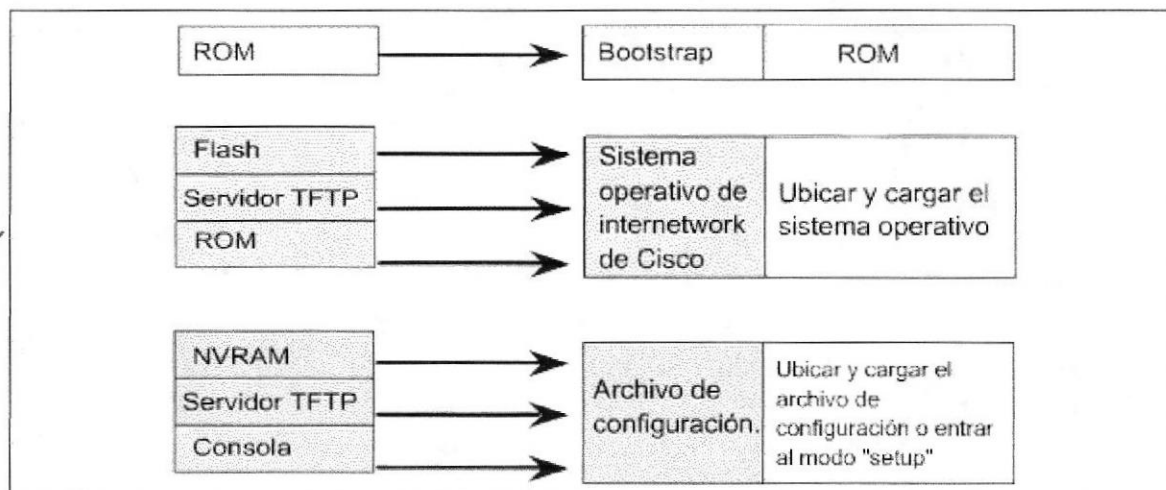 ROM
Bootstrap
ROM
Flash
Servidor TFTP
ROM
Sistema
operativo de
internetwork
de Cisco
Ubicar y cargar el
sistema operativo
NVRAM
Servidor TFTP
Consola
Archivo de
configuración.
Ubicar y cargar el
archivo de
configuración o entrar
al modo "setup"